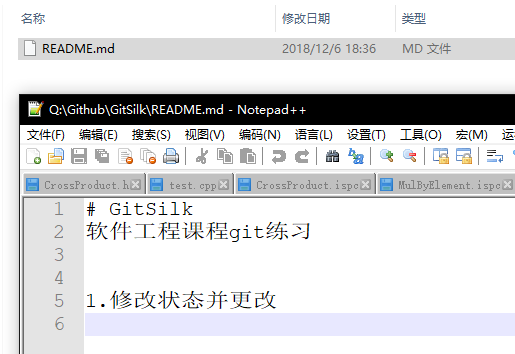 名称 修改日期 类型
README.md 2018/12/6 18:36 MD 文件
Q:\Github\GitSilk\README.md - Notepad++
文件(F) 编辑(E) 搜索(S) 视图(V) 编码(N) 语言(L) 设置(T) 工具(O) 宏(M) 运
CrossProduct.h test.cpp CrossProduct.ispc MulByElement.ispc
1 # GitSilk
2 软件工程课程git练习
3
4
5 1.修改状态并更改
6